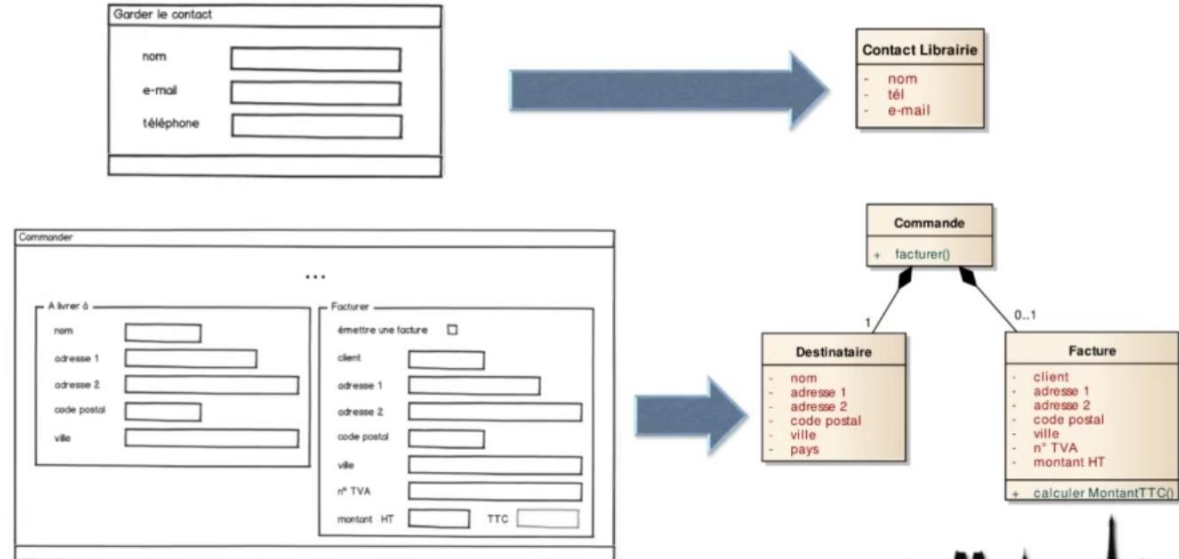 Garder le contact
nom
e-mail
téléphone
Contact Librairie
- nom
- tél
- e-mail
Commander
...
A livrer à
nom
adresse 1
adresse 2
code postal
ville
Facturer
émettre une facture
client
adresse 1
adresse 2
code postal
ville
n° TVA
montant HT
TTC
Commande
+ facturer()
1
0..1
Destinataire
- nom
- adresse 1
- adresse 2
- code postal
- ville
- pays
Facture
- client
- adresse 1
- adresse 2
- code postal
- ville
- n° TVA
- montant HT
+ calculer MontantTTC()